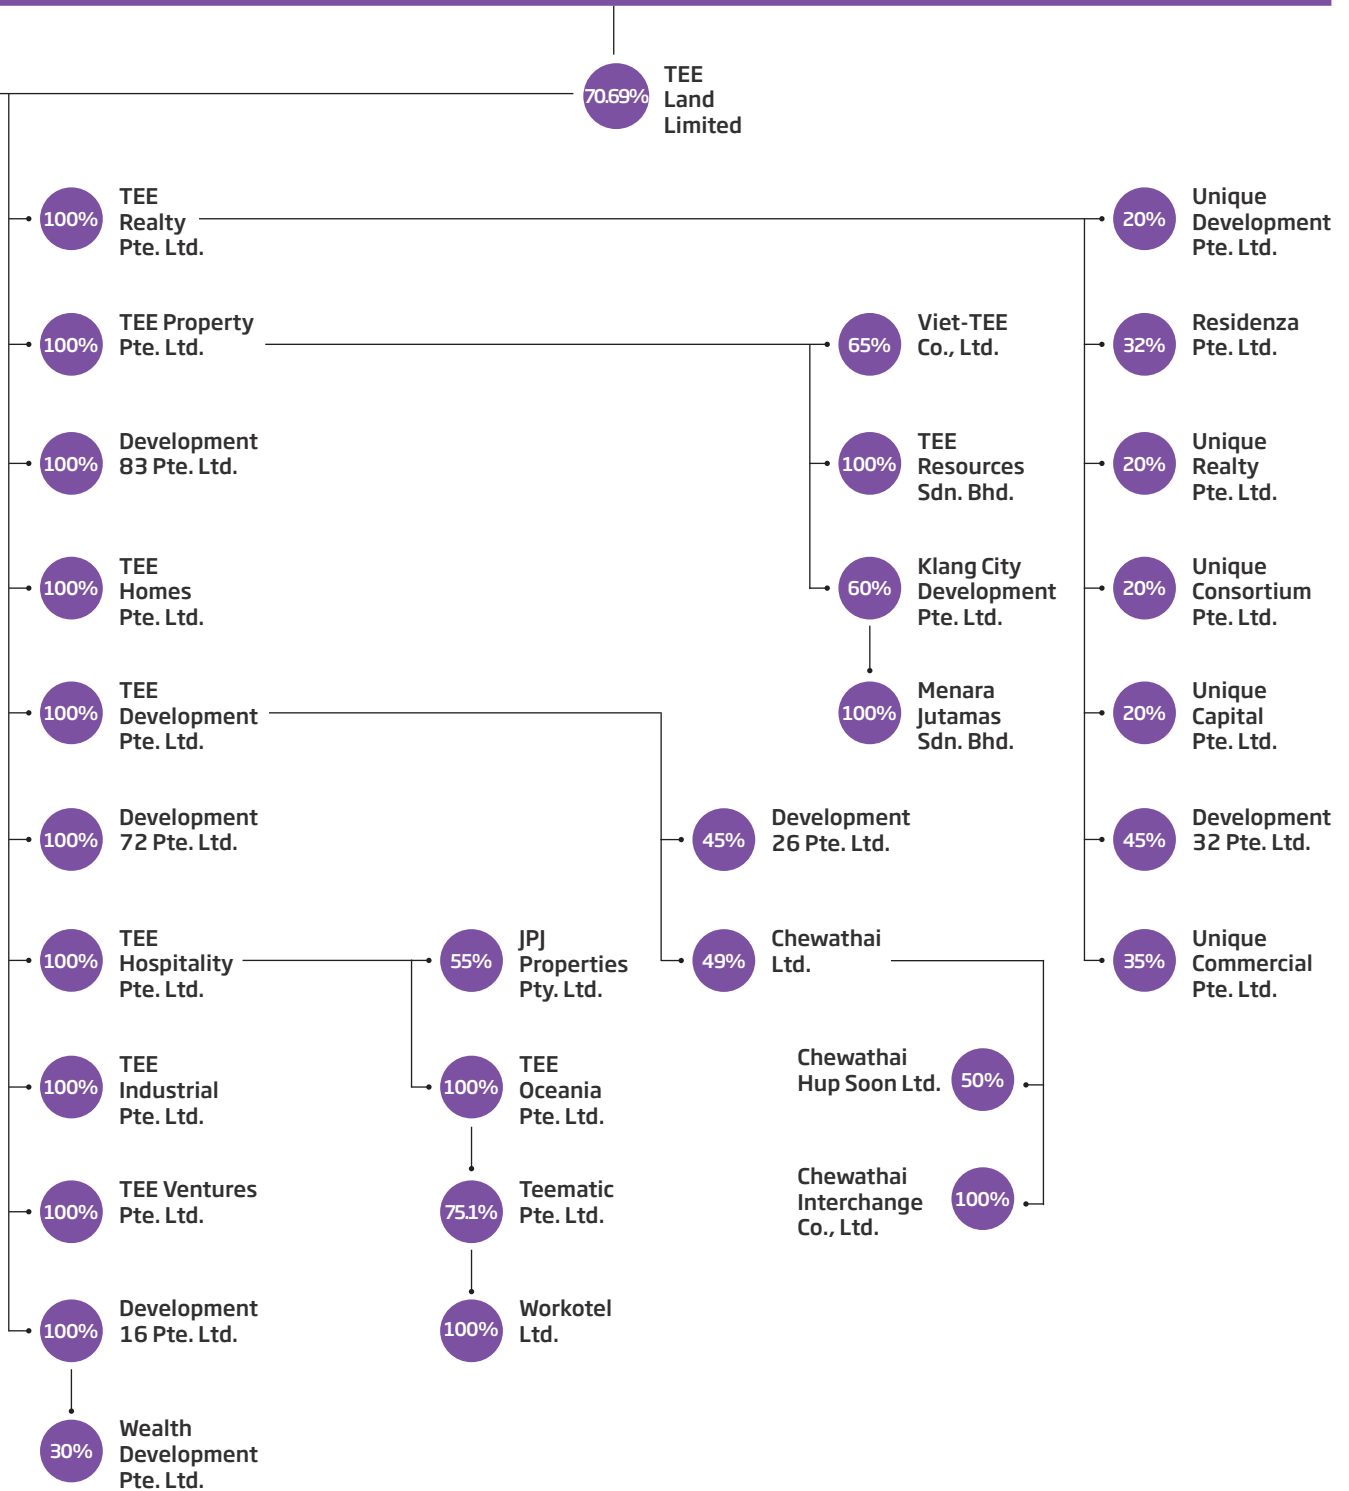 70.69%
TEE
Land
Limited
100%
TEE
Realty
Pte. Ltd.
20%
Unique
Development
Pte. Ltd.
100%
TEE Property
Pte. Ltd.
65%
Viet-TEE
Co., Ltd.
32%
Residenza
Pte. Ltd.
100%
Development
83 Pte. Ltd.
100%
TEE
Resources
Sdn. Bhd.
20%
Unique
Realty
Pte. Ltd.
100%
TEE
Homes
Pte. Ltd.
60%
Klang City
Development
Pte. Ltd.
20%
Unique
Consortium
Pte. Ltd.
100%
TEE
Development
Pte. Ltd.
100%
Menara
Jutamas
Sdn. Bhd.
20%
Unique
Capital
Pte. Ltd.
100%
Development
72 Pte. Ltd.
45%
Development
26 Pte. Ltd.
45%
Development
32 Pte. Ltd.
100%
TEE
Hospitality
Pte. Ltd.
55%
JPJ
Properties
Pty. Ltd.
49%
Chewathai
Ltd.
35%
Unique
Commercial
Pte. Ltd.
100%
TEE
Industrial
Pte. Ltd.
100%
TEE
Oceania
Pte. Ltd.
Chewathai
Hup Soon Ltd.
50%
100%
TEE Ventures
Pte. Ltd.
75.1%
Teematic
Pte. Ltd.
Chewathai
Interchange
Co., Ltd.
100%
100%
Development
16 Pte. Ltd.
100%
Workotel
Ltd.
30%
Wealth
Development
Pte. Ltd.